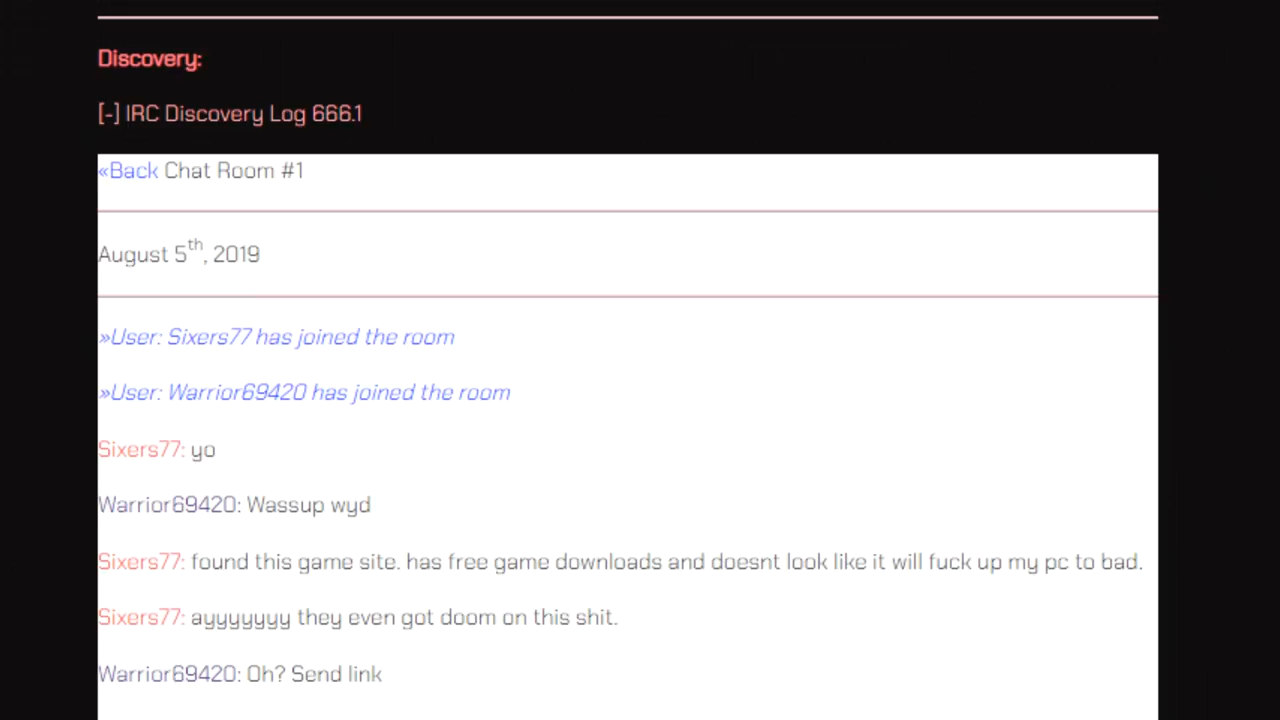 Discovery:
[-] IRC Discovery Log 666.1
«Back Chat Room #1
August 5th, 2019
»User: Sixers77 has joined the room
»User: Warrior69420 has joined the room
Sixers77: yo
Warrior69420: Wassup wyd
Sixers77: found this game site. has free game downloads and doesnt look like it will fuck up my pc to bad.
Sixers77: ayyyyyyy they even got doom on this shit.
Warrior69420: Oh? Send link